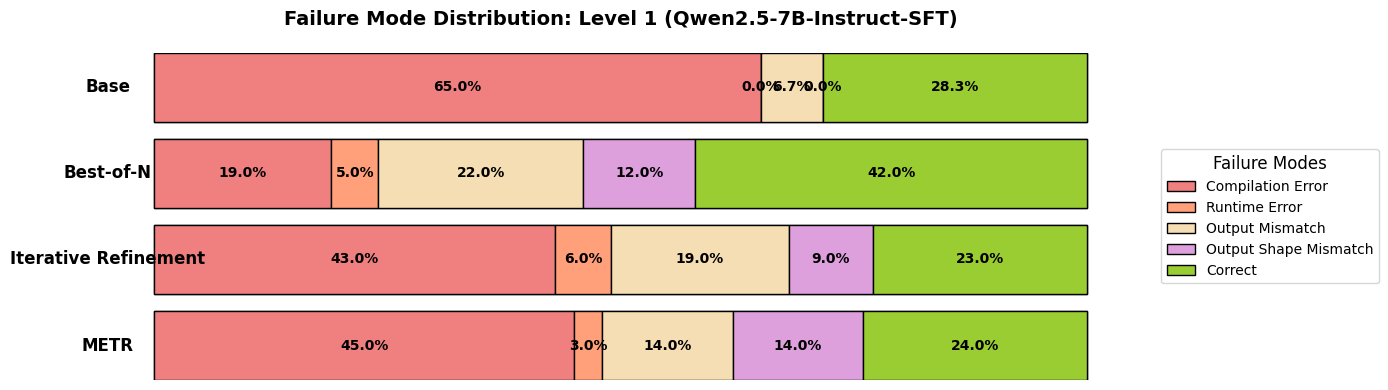 Failure Mode Distribution: Level 1 (Qwen2.5-7B-Instruct-SFT)
Base 65.0% 0.0% 6.7% 0.0% 28.3%
Best-of-N 19.0% 5.0% 22.0% 12.0% 42.0%
Iterative Refinement 43.0% 6.0% 19.0% 9.0% 23.0%
METR 45.0% 3.0% 14.0% 14.0% 24.0%
Failure Modes
Compilation Error
Runtime Error
Output Mismatch
Output Shape Mismatch
Correct